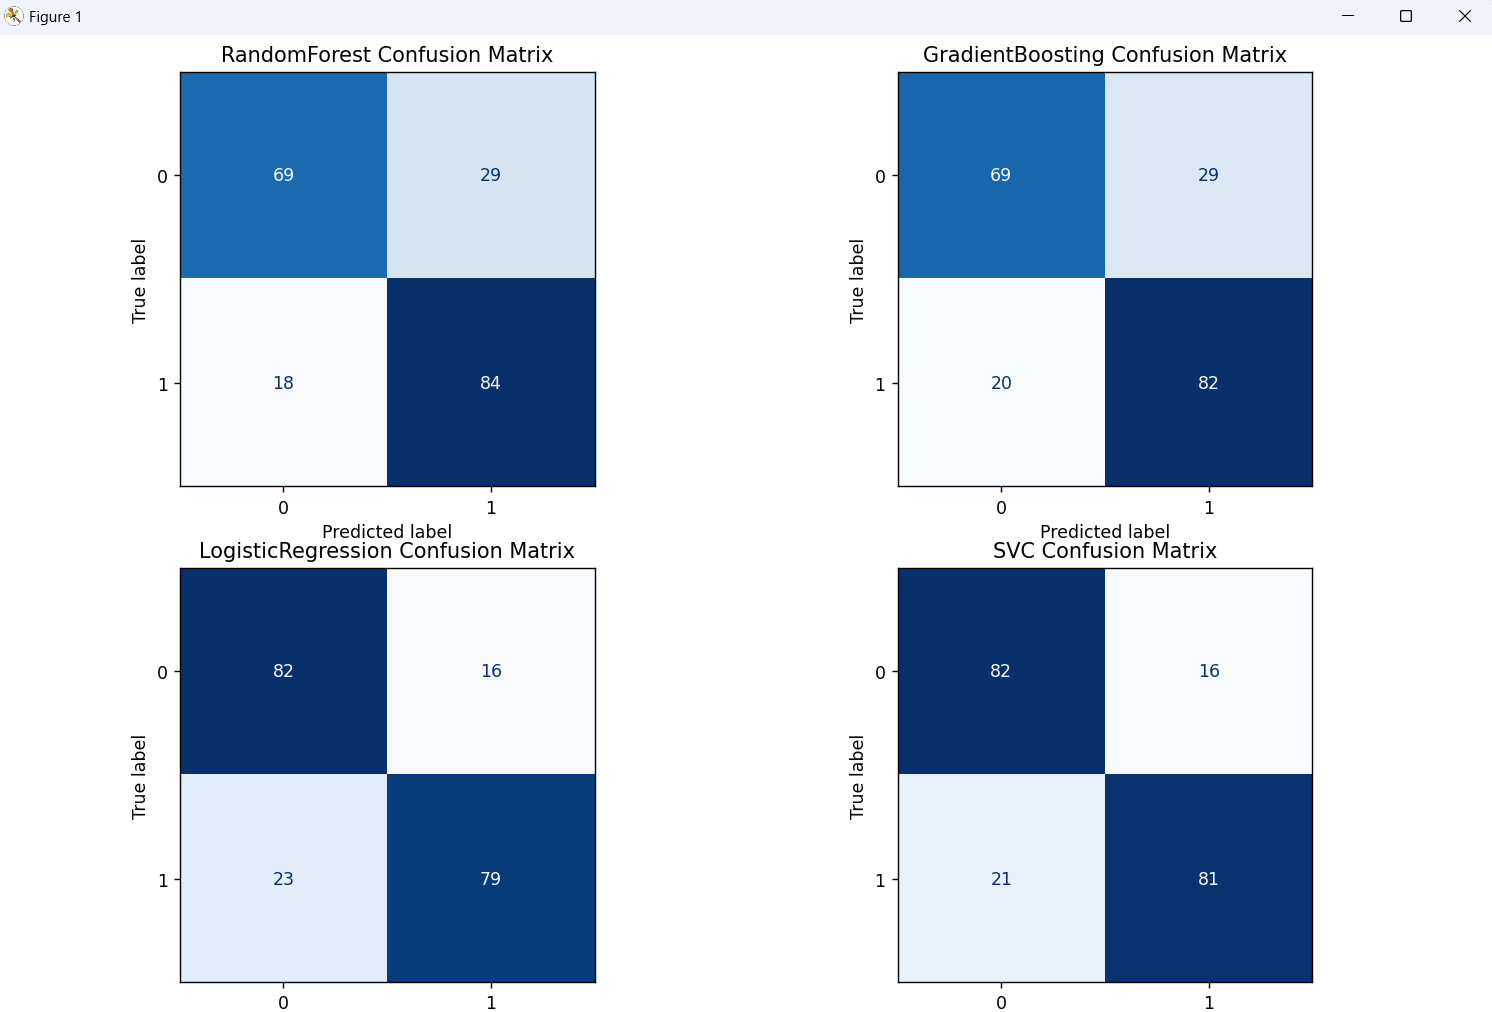 Figure 1
RandomForest Confusion Matrix
0
69
29
True label
1
18
84
0
1
Predicted label
GradientBoosting Confusion Matrix
0
69
29
True label
1
20
82
0
1
Predicted label
LogisticRegression Confusion Matrix
0
82
16
True label
1
23
79
0
1
SVC Confusion Matrix
0
82
16
True label
1
21
81
0
1